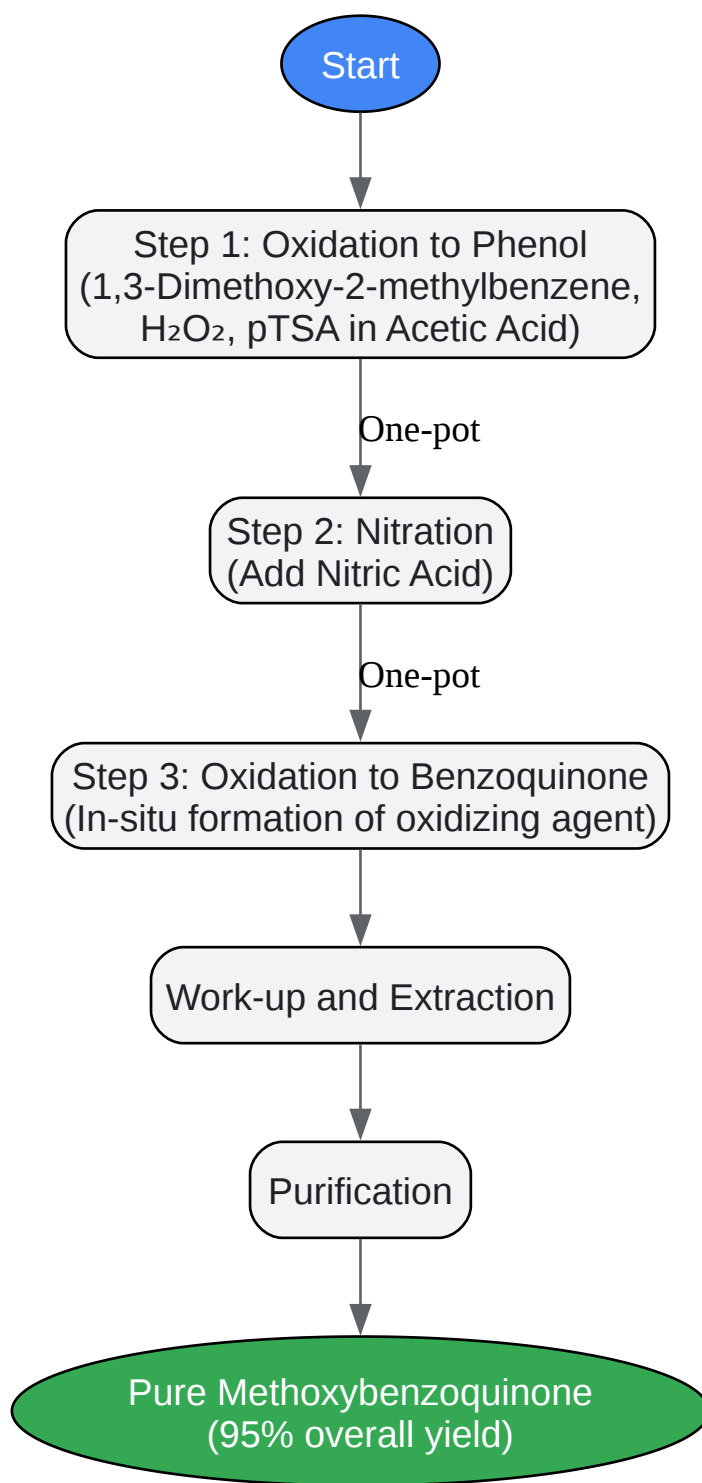 Start
Step 1: Oxidation to Phenol
(1,3-Dimethoxy-2-methylbenzene,
H₂O₂, pTSA in Acetic Acid)
One-pot
Step 2: Nitration
(Add Nitric Acid)
One-pot
Step 3: Oxidation to Benzoquinone
(In-situ formation of oxidizing agent)
Work-up and Extraction
Purification
Pure Methoxybenzoquinone
(95% overall yield)